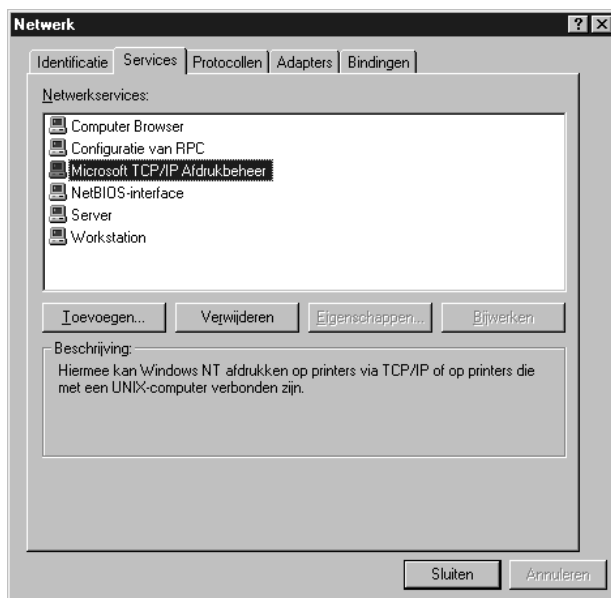 Netwerk
Identificatie Services Protocollen Adapters Bindingen
Netwerkservices:
Computer Browser
Configuratie van RPC
Microsoft TCP/IP Afdrukbeheer
NetBIOS-interface
Server
Workstation
Toevoegen... Verwijderen Eigenschappen... Bijwerken
Beschrijving:
Hiermee kan Windows NT afdrukken op printers via TCP/IP of op printers die
met een UNIX-computer verbonden zijn.
Sluiten Annuleren